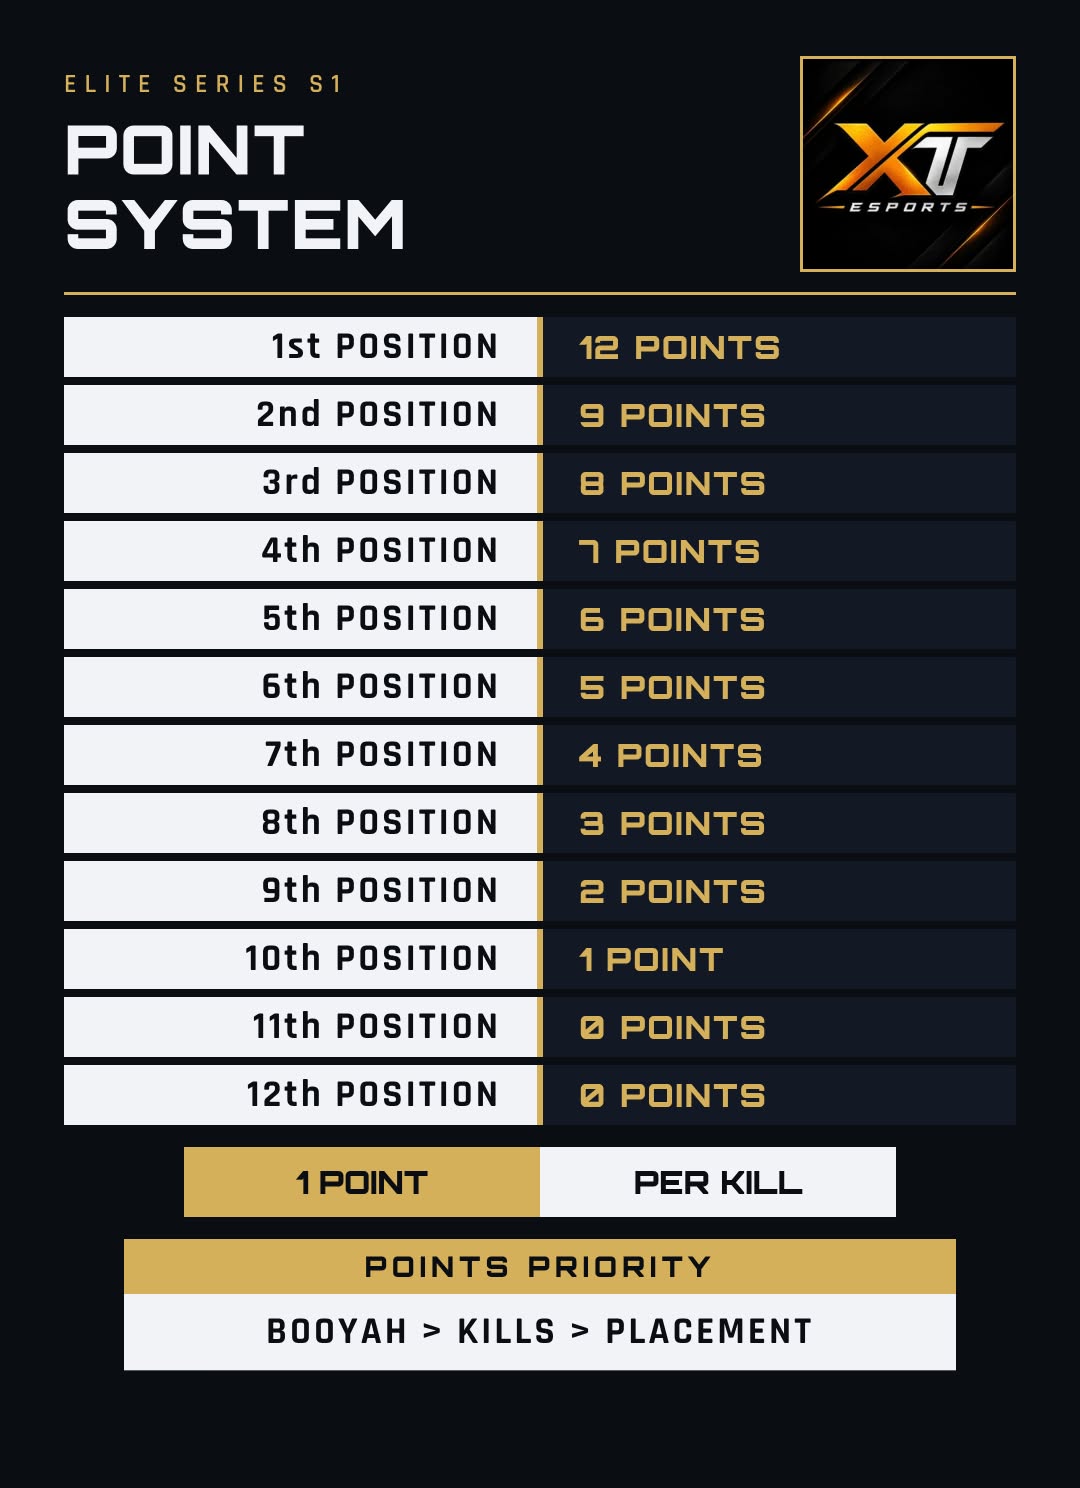 ELITE SERIES S1
POINT
SYSTEM
XT
ESPORTS
1st POSITION 12 POINTS
2nd POSITION 9 POINTS
3rd POSITION 8 POINTS
4th POSITION 7 POINTS
5th POSITION 6 POINTS
6th POSITION 5 POINTS
7th POSITION 4 POINTS
8th POSITION 3 POINTS
9th POSITION 2 POINTS
10th POSITION 1 POINT
11th POSITION 0 POINTS
12th POSITION 0 POINTS
1 POINT PER KILL
POINTS PRIORITY
BOOYAH > KILLS > PLACEMENT